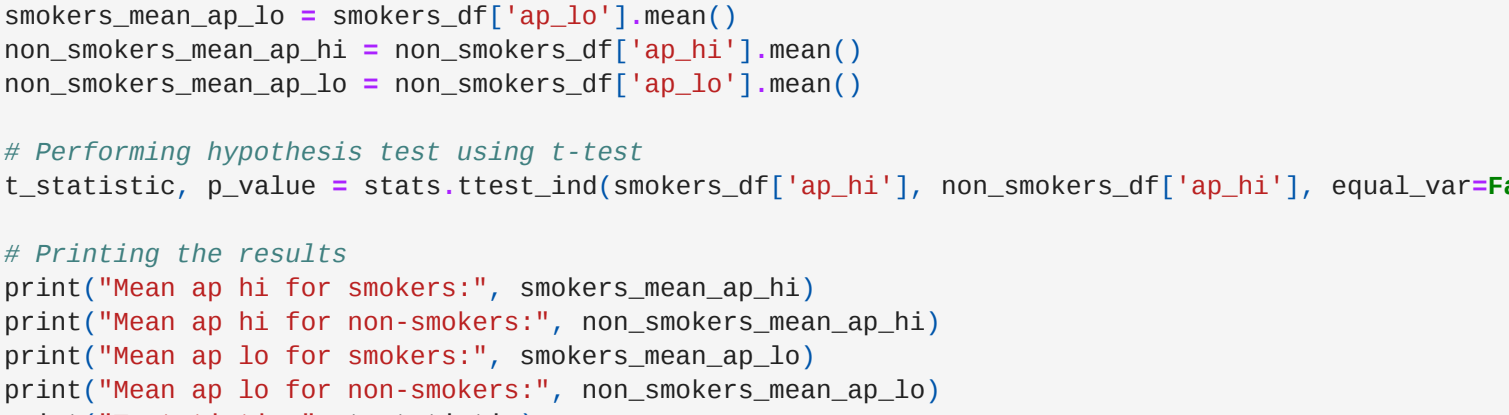 smokers_mean_ap_lo = smokers_df['ap_lo'].mean()
non_smokers_mean_ap_hi = non_smokers_df['ap_hi'].mean()
non_smokers_mean_ap_lo = non_smokers_df['ap_lo'].mean()
# Performing hypothesis test using t-test
t_statistic, p_value = stats.ttest_ind(smokers_df['ap_hi'], non_smokers_df['ap_hi'], equal_var=Fa
# Printing the results
print("Mean ap hi for smokers:", smokers_mean_ap_hi)
print("Mean ap hi for non-smokers:", non_smokers_mean_ap_hi)
print("Mean ap lo for smokers:", smokers_mean_ap_lo)
print("Mean ap lo for non-smokers:", non_smokers_mean_ap_lo)